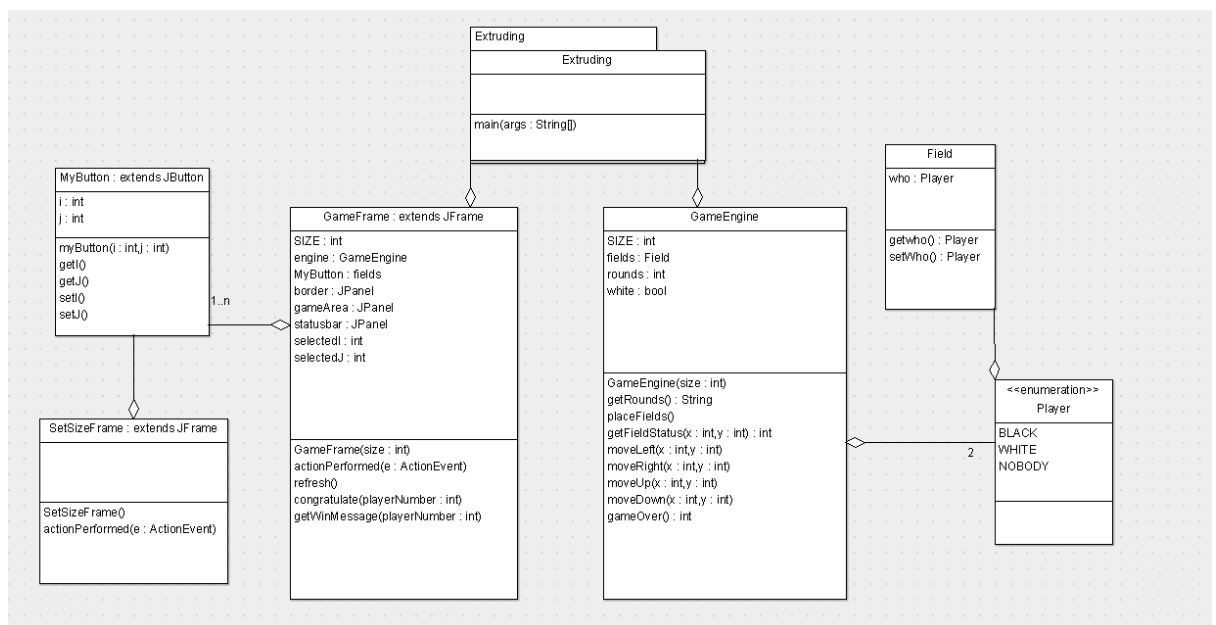 Extruding
Extruding
main(args : String[])
MyButton : extends JButton
i : int
j : int
myButton(i : int,j : int)
getI()
getJ()
setI()
setJ()
1..n
SetSizeFrame : extends JFrame
SetSizeFrame()
actionPerformed(e : ActionEvent)
GameFrame : extends JFrame
SIZE : int
engine : GameEngine
MyButton : fields
border : JPanel
gameArea : JPanel
statusbar : JPanel
selectedI : int
selectedJ : int
GameFrame(size : int)
actionPerformed(e : ActionEvent)
refresh()
congratulate(playerNumber : int)
getWinMessage(playerNumber : int)
GameEngine
SIZE : int
fields : Field
rounds : int
white : bool
GameEngine(size : int)
getRounds() : String
placeFields()
getFieldStatus(x : int,y : int) : int
moveLeft(x : int,y : int)
moveRight(x : int,y : int)
moveUp(x : int,y : int)
moveDown(x : int,y : int)
gameOver() : int
2
Field
who : Player
getwho() : Player
setWho() : Player
<<enumeration>>
Player
BLACK
WHITE
NOBODY